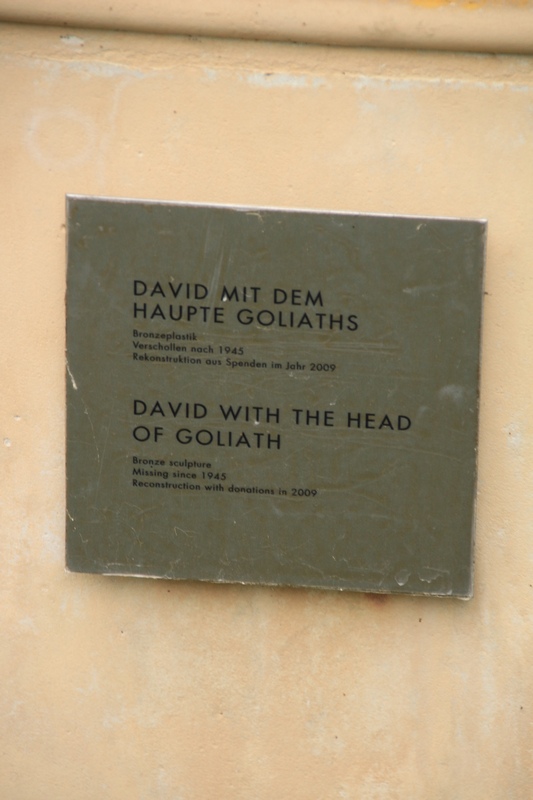 DAVID MIT DEM
HAUPTE GOLIATHS
Bronzeplastik
Verschollen nach 1945
Rekonstruktion aus Spenden im Jahr 2009
DAVID WITH THE HEAD
OF GOLIATH
Bronze sculpture
Missing since 1945
Reconstruction with donations in 2009